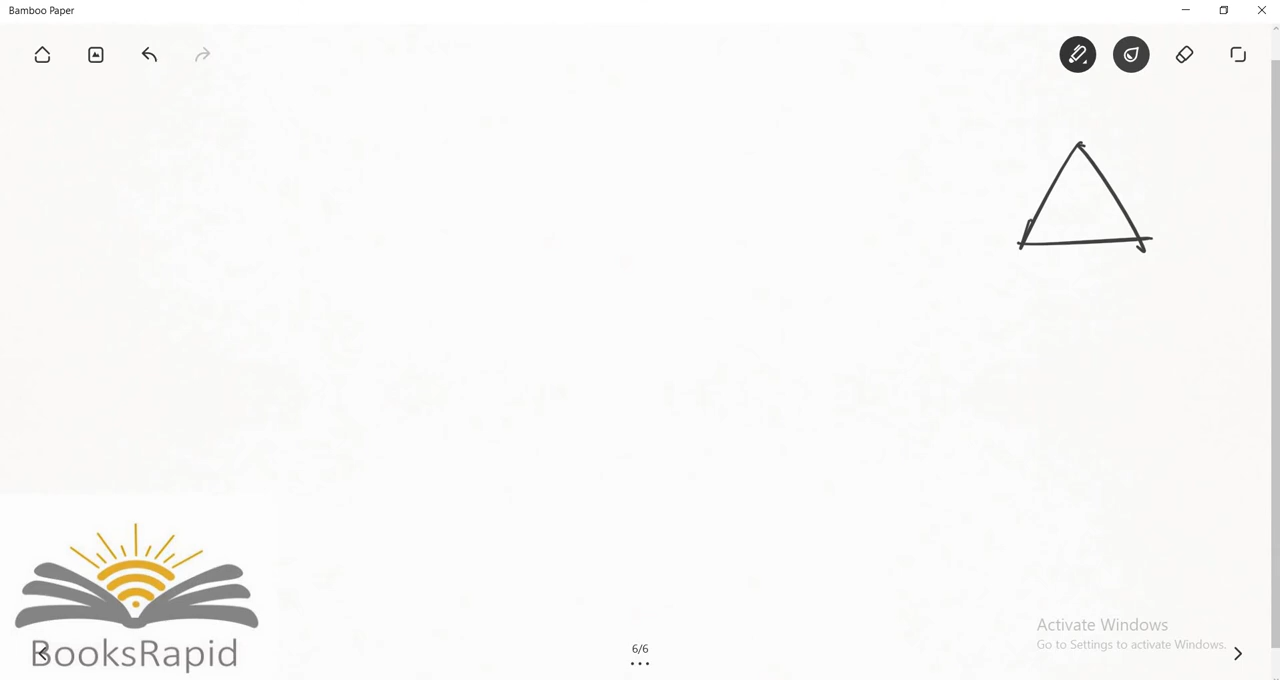 Bamboo Paper
BooksRapid
6/6
Activate Windows
Go to Settings to activate Windows.